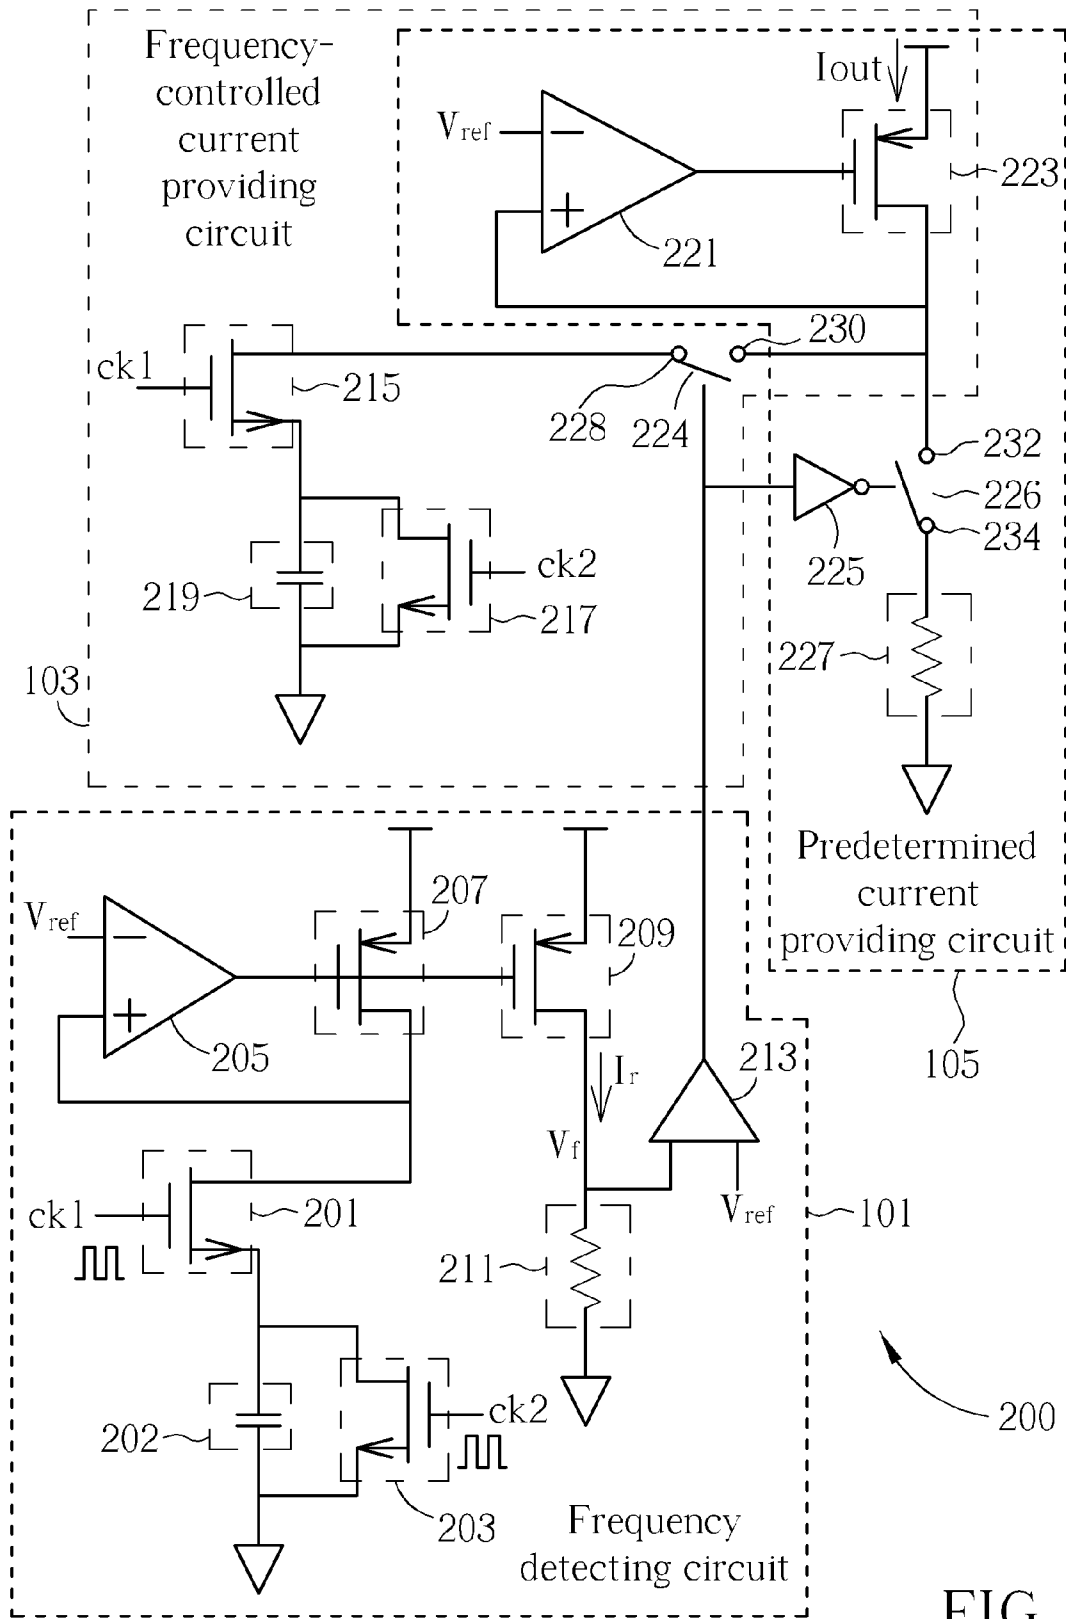 Frequency-
controlled
current
providing
circuit
Iout
Vref
−
+
221
223
230
ck1
215
228
224
232
226
234
225
219
ck2
217
227
103
Predetermined
current
providing circuit
105
Vref
−
+
205
207
209
Ir
213
Vf
Vref
101
ck1
201
211
202
ck2
203
200
Frequency
detecting circuit
FIG